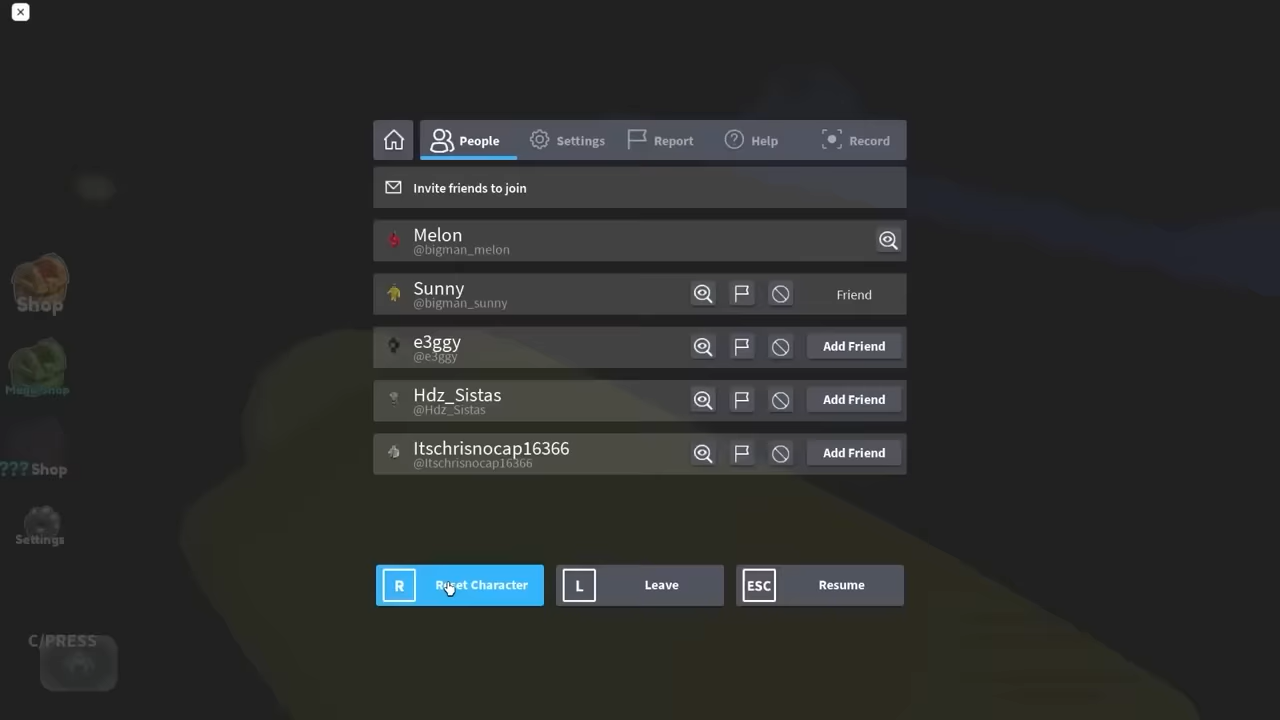 People
Settings
Report
Help
Record
Invite friends to join
Melon
@bigman_melon
Sunny
@bigman_sunny
Friend
e3ggy
@e3ggy
Add Friend
Hdz_Sistas
@Hdz_Sistas
Add Friend
Itschrisnocap16366
@Itschrisnocap16366
Add Friend
R
Reset Character
L
Leave
ESC
Resume
Shop
Shop
??? Shop
Settings
C/PRESS